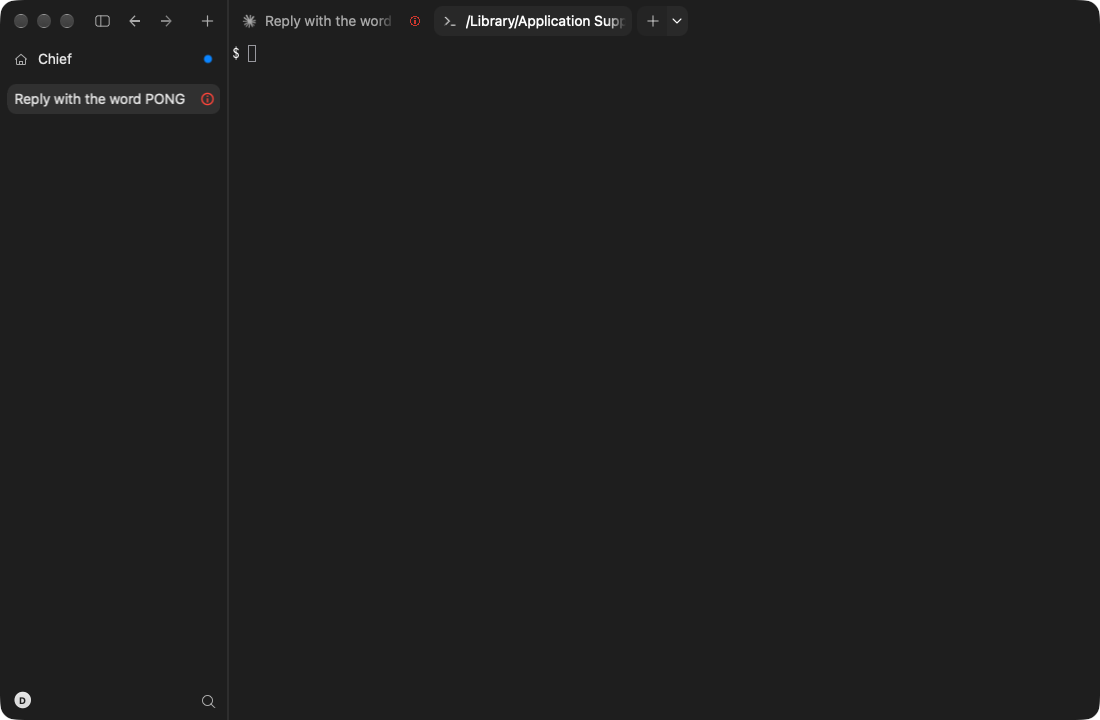 Reply with the word
/Library/Application Supp
Chief
$
Reply with the word PONG
D